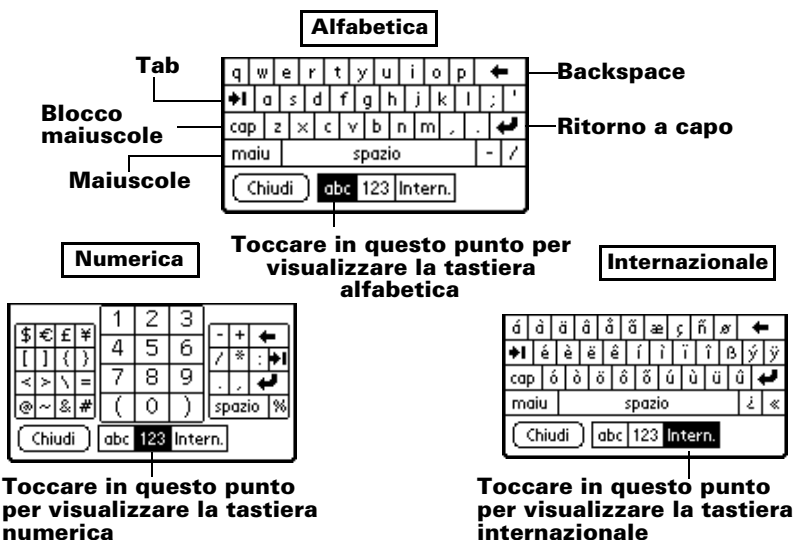 Alfabetica
Tab
Blocco
maiuscole
Maiuscole
q w e r t y u i o p
a s d f g h j k l ; '
cap z x c v b n m , .
maiu spazio - /
Chiudi abc 123 Intern.
Backspace
Ritorno a capo
Toccare in questo punto per
visualizzare la tastiera
alfabetica
Numerica
$ € £ ¥
[ ] { }
< > \ =
@ ~ & #
1 2 3
4 5 6
7 8 9
( 0 )
- +
/ * :
. ,
spazio %
Chiudi abc 123 Intern.
Toccare in questo punto
per visualizzare la tastiera
numerica
Internazionale
á à ä â å ã æ ç ñ ø
é è ë ê í ì ï î ß ý ÿ
cap ó ò ö ô õ ú ù ü û
maiu spazio ¿ «
Chiudi abc 123 Intern.
Toccare in questo punto
per visualizzare la tastiera
internazionale